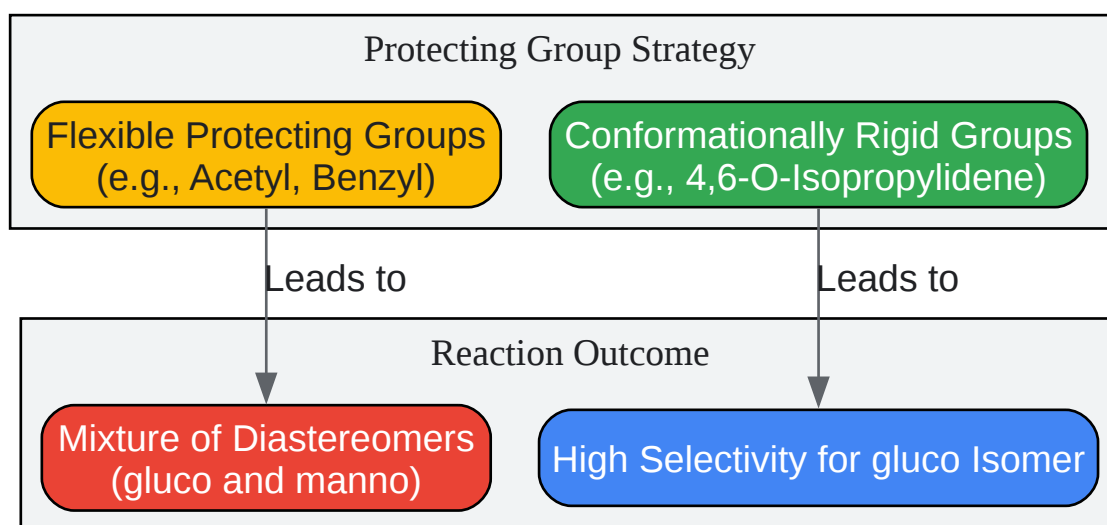 Protecting Group Strategy
Flexible Protecting Groups
(e.g., Acetyl, Benzyl)
Conformationally Rigid Groups
(e.g., 4,6-O-Isopropylidene)
Leads to
Leads to
Reaction Outcome
Mixture of Diastereomers
(gluco and manno)
High Selectivity for gluco Isomer